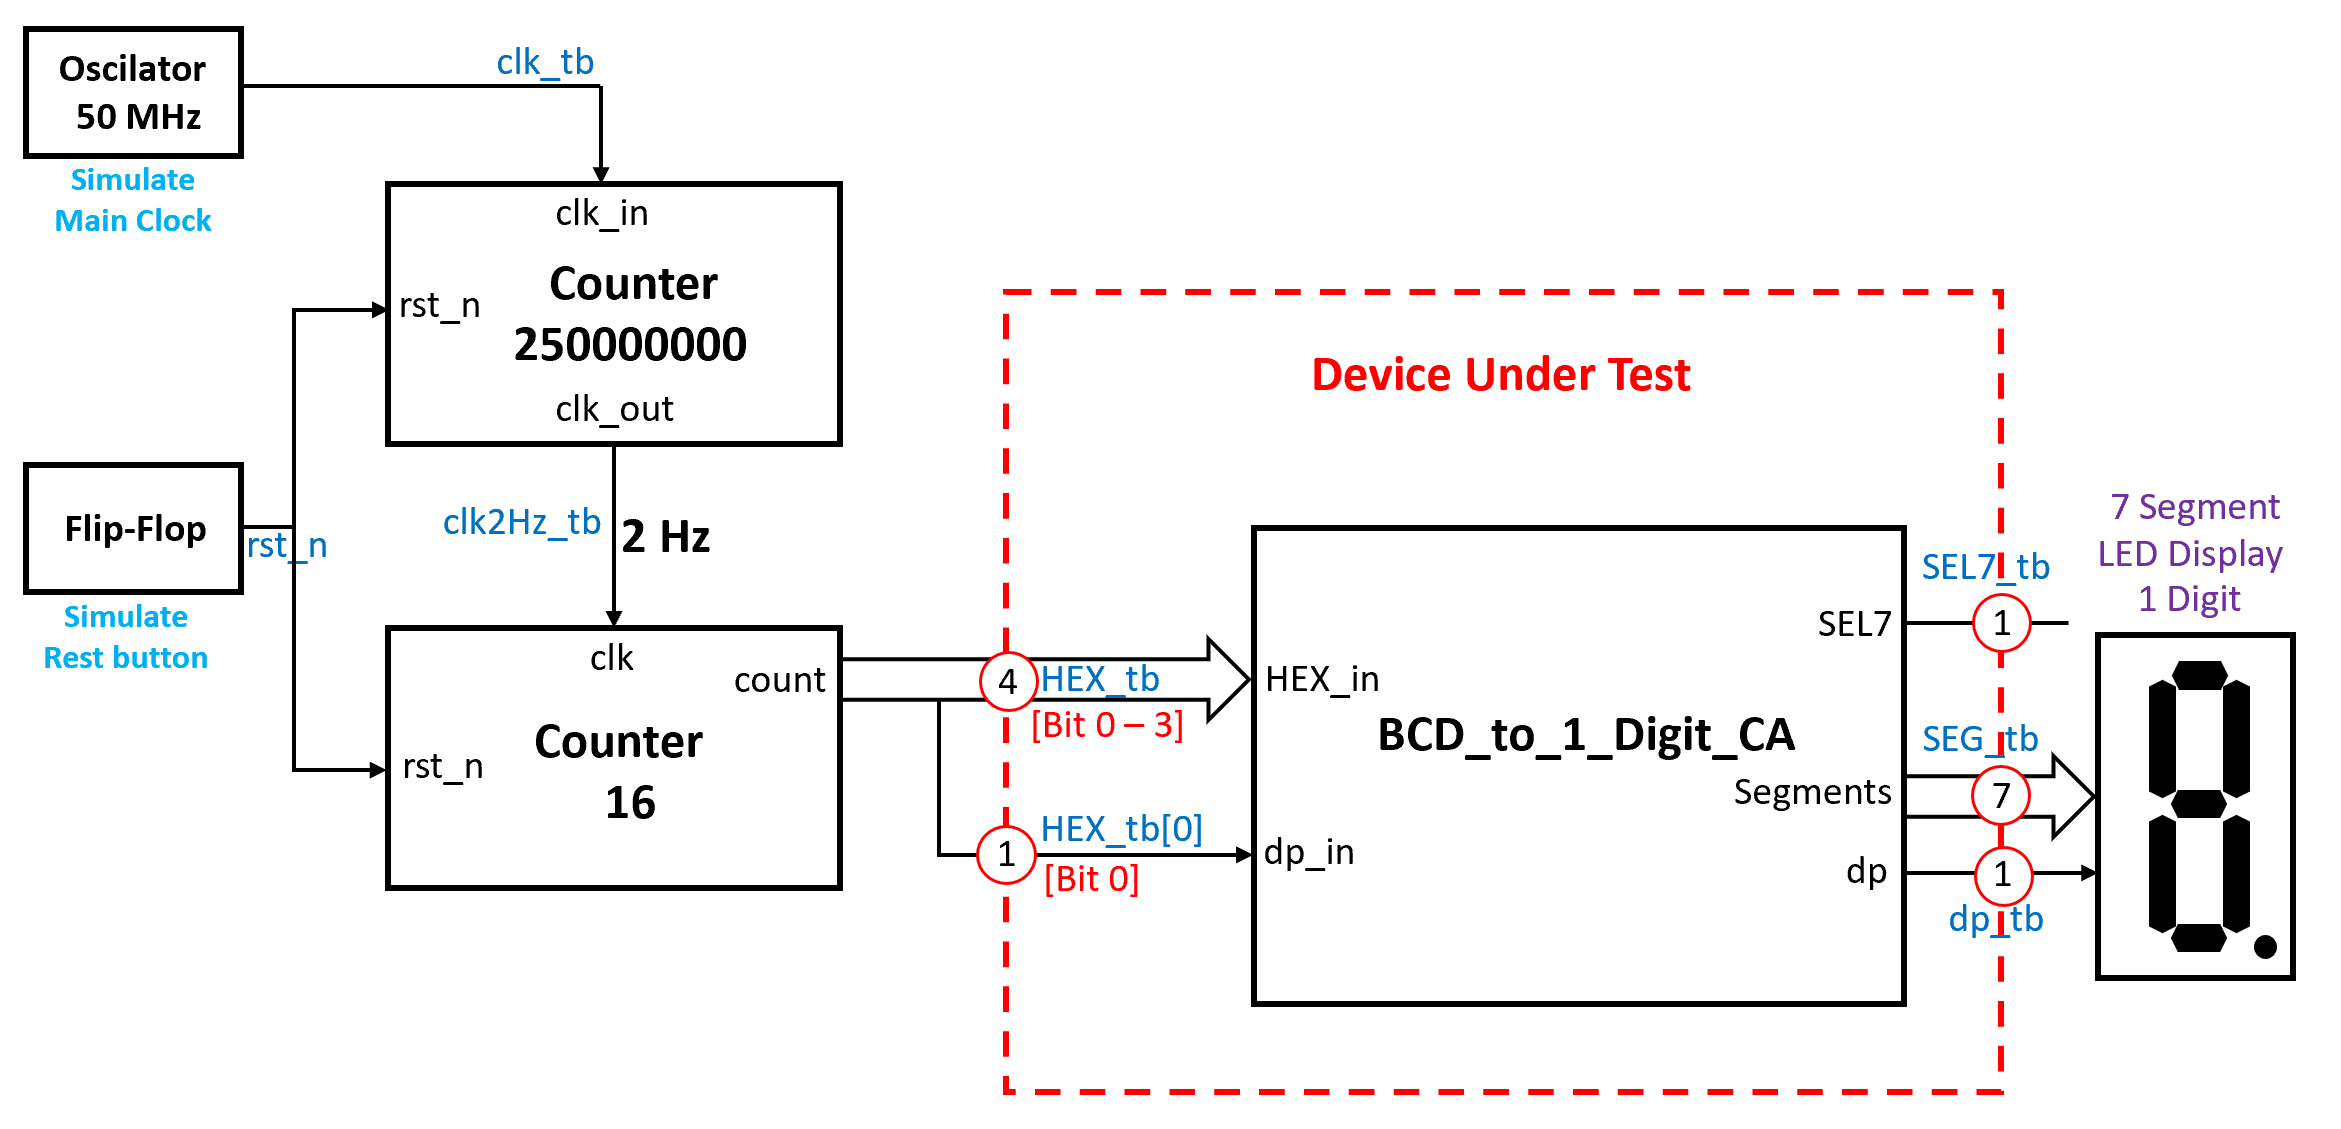 Oscilator
50 MHz
Simulate
Main Clock
clk_tb
clk_in
rst_n
Counter
250000000
clk_out
Flip-Flop
rst_n
Simulate
Rest button
clk2Hz_tb
2 Hz
clk
count
rst_n
Counter
16
Device Under Test
4
HEX_tb
[Bit 0 – 3]
1
HEX_tb[0]
[Bit 0]
HEX_in
dp_in
BCD_to_1_Digit_CA
SEL7
Segments
dp
SEL7_tb
1
SEG_tb
7
1
dp_tb
7 Segment
LED Display
1 Digit